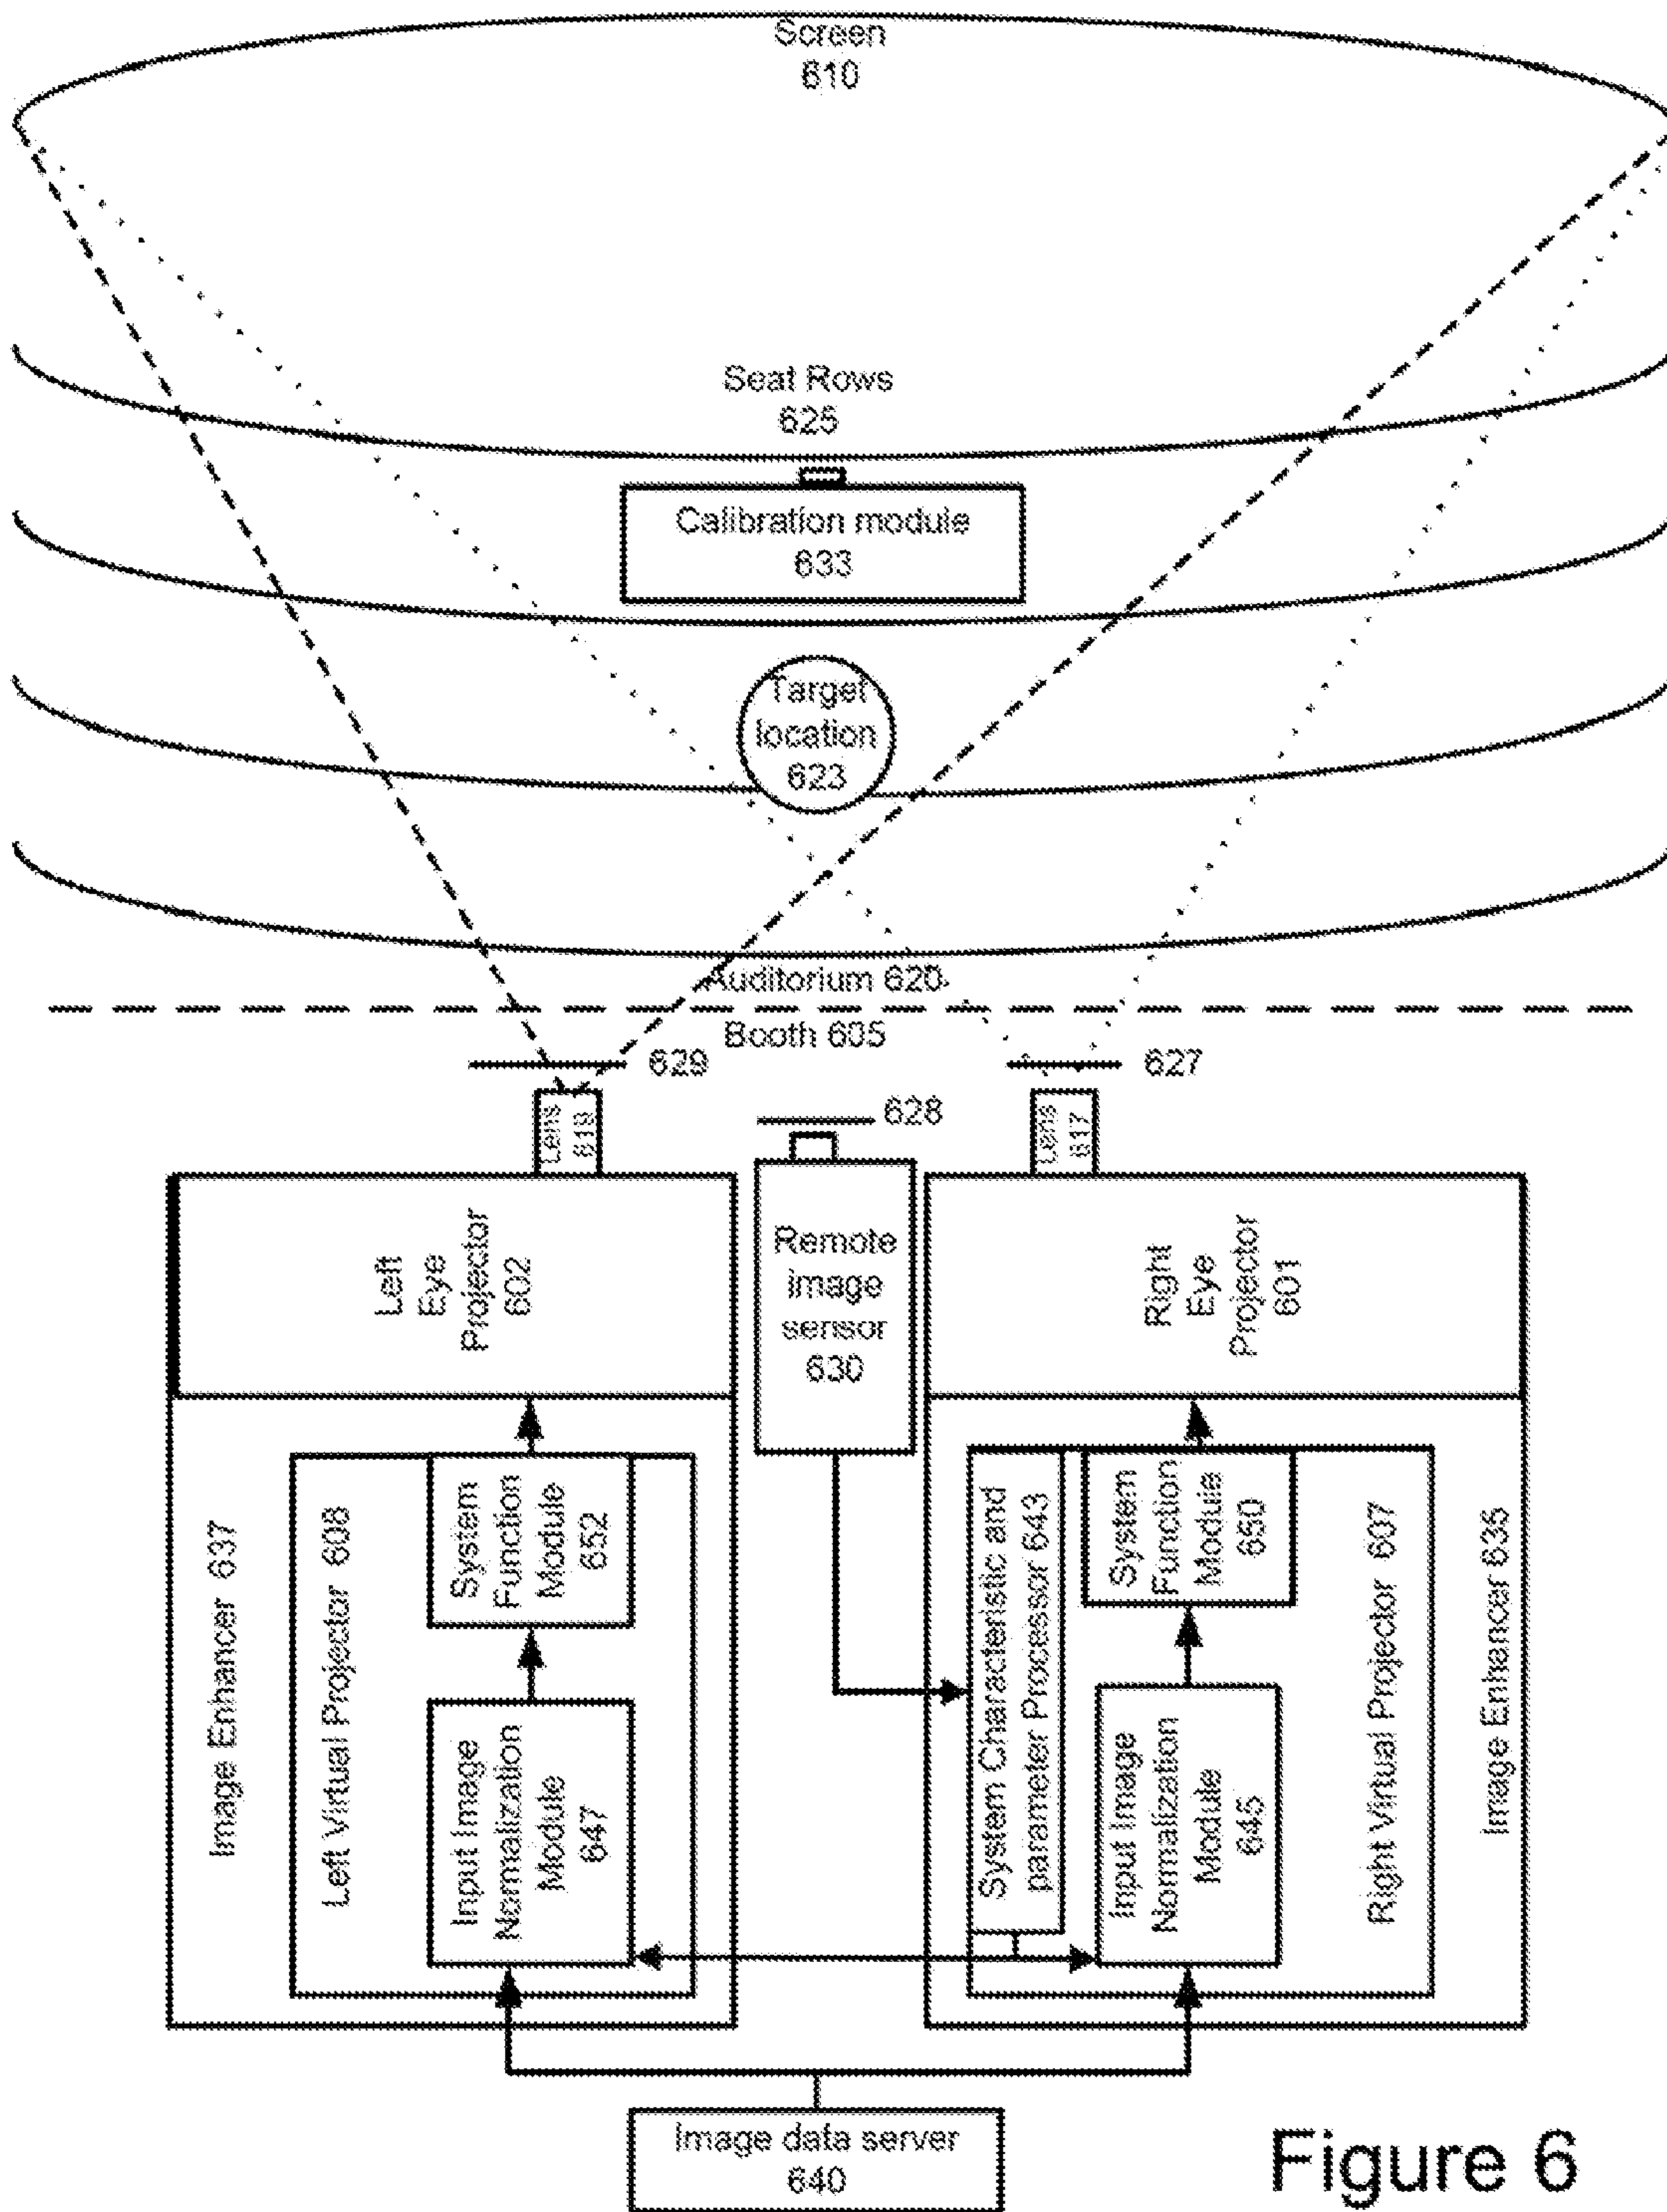 Screen
610
Seat Rows
625
Calibration module
633
Target
location
623
Auditorium 620
Booth 605
629
627
628
Lens
619
Lens
617
Left
Eye
Projector
602
Remote
image
sensor
630
Right
Eye
Projector
601
Image Enhancer 637
Left Virtual Projector 608
System
Function
Module
652
Input Image
Normalization
Module
647
System Characteristic and
parameter Processor 643
System
Function
Module
650
Input Image
Normalization
Module
645
Right Virtual Projector 607
Image Enhancer 635
Image data server
640
Figure 6